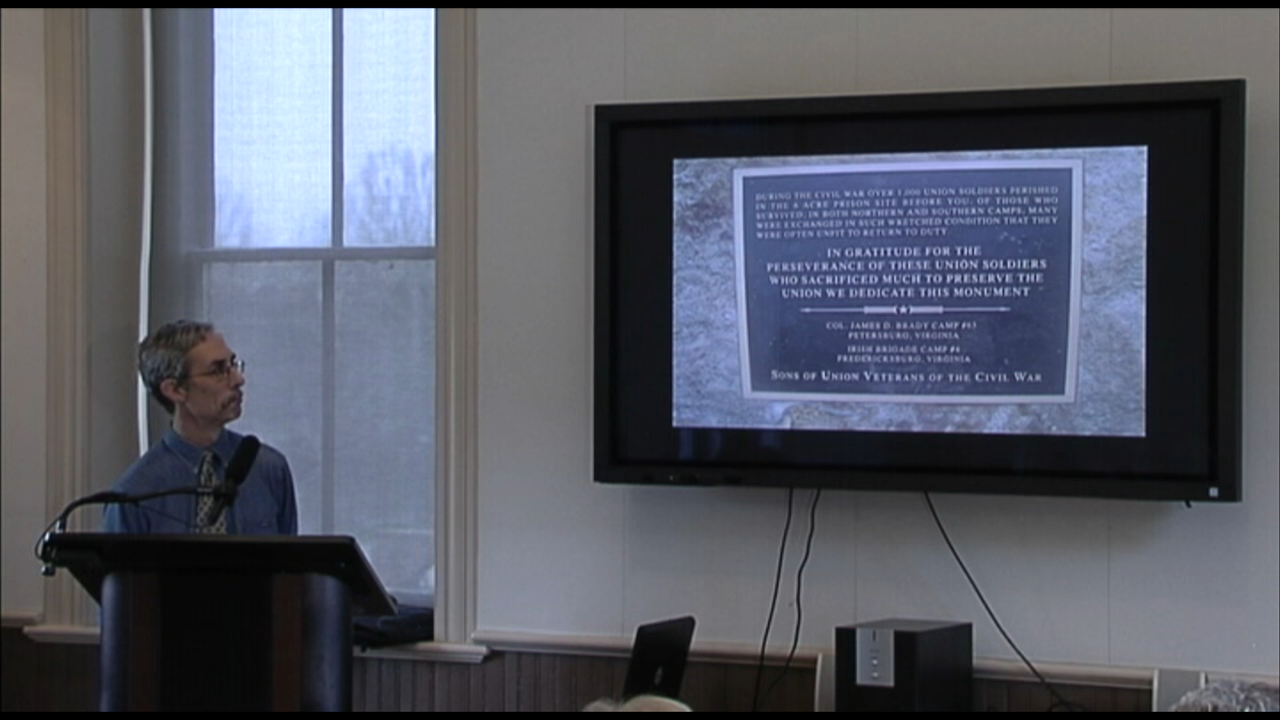 DURING THE CIVIL WAR OVER 1,000 UNION SOLDIERS PERISHED
IN THE 6 ACRE PRISON SITE BEFORE YOU. OF THOSE WHO
SURVIVED, IN BOTH NORTHERN AND SOUTHERN CAMPS, MANY
WERE EXCHANGED IN SUCH WRETCHED CONDITION THAT THEY
WERE OFTEN UNFIT TO RETURN TO DUTY.
IN GRATITUDE FOR THE
PERSEVERANCE OF THESE UNION SOLDIERS
WHO SACRIFICED MUCH TO PRESERVE THE
UNION WE DEDICATE THIS MONUMENT
COL. JAMES D. BRADY CAMP #63
PETERSBURG, VIRGINIA
IRISH BRIGADE CAMP #4
FREDERICKSBURG, VIRGINIA
SONS OF UNION VETERANS OF THE CIVIL WAR